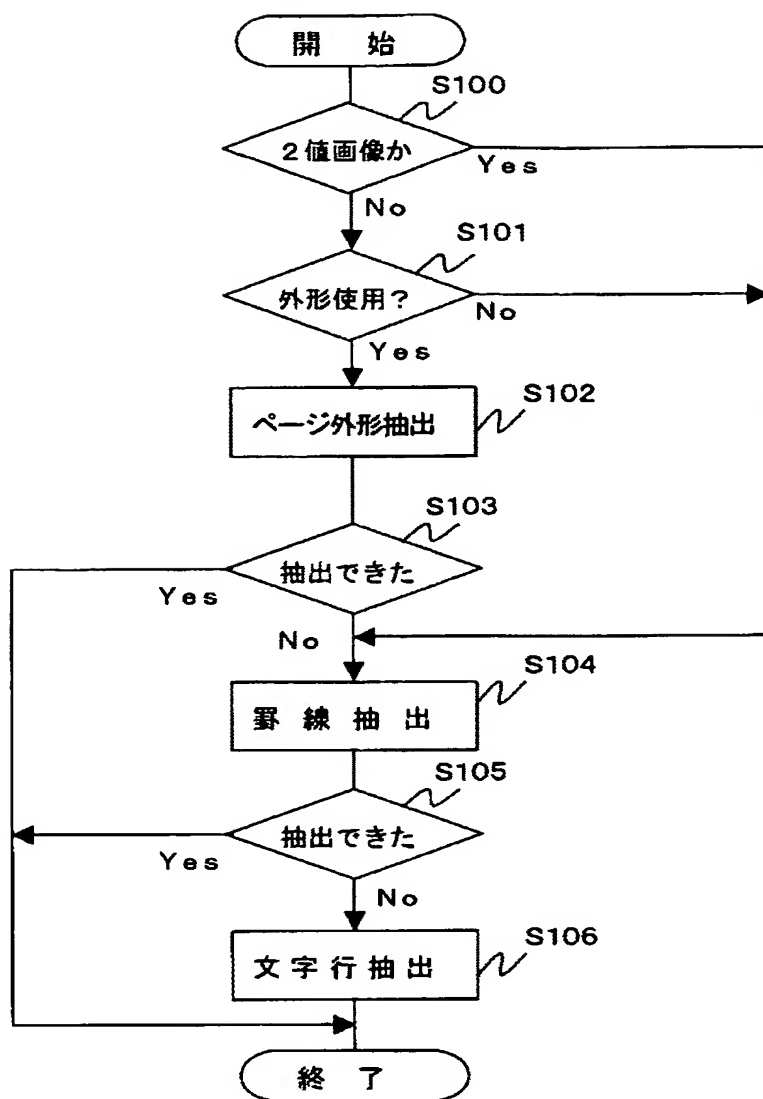 開 始
S100
2値画像か
Yes
No
S101
外形使用?
No
Yes
S102
ページ外形抽出
S103
抽出できた
Yes
No
S104
罫 線 抽 出
S105
抽出できた
Yes
No
S106
文 字 行 抽 出
終 了